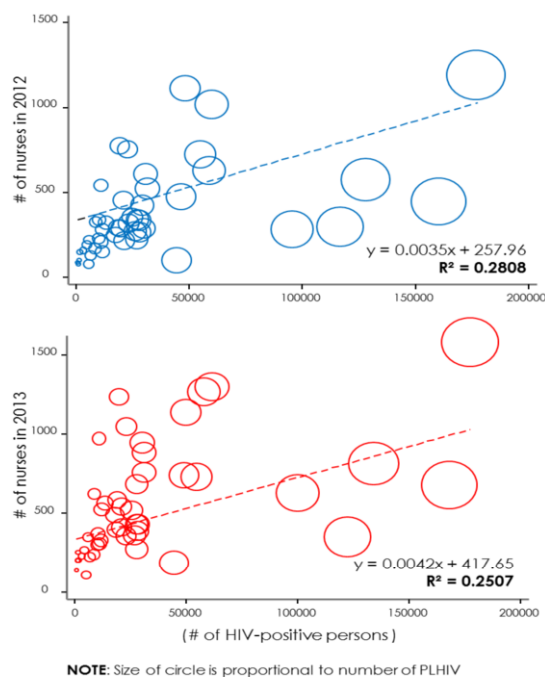 1500
1000
500
0
# of nurses in 2012
0
50000
100000
150000
200000
y = 0.0035x + 257.96
R² = 0.2808
1500
1000
500
0
# of nurses in 2013
0
50000
100000
150000
200000
y = 0.0042x + 417.65
R² = 0.2507
(# of HIV-positive persons)
NOTE: Size of circle is proportional to number of PLHIV